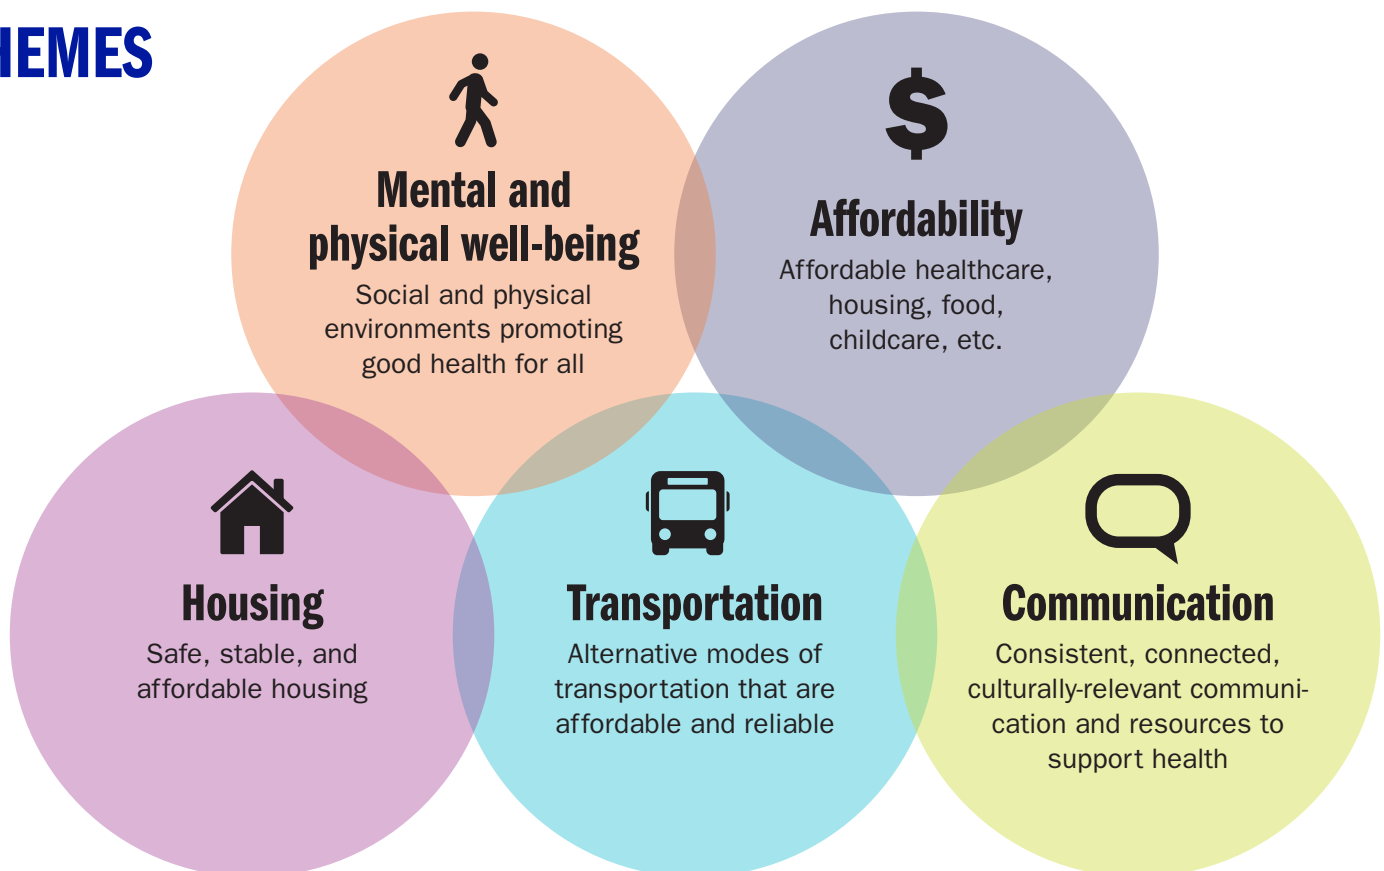 HEMES
$
Mental and
physical well-being
Social and physical
environments promoting
good health for all
Affordability
Affordable healthcare,
housing, food,
childcare, etc.
Housing
Safe, stable, and
affordable housing
Transportation
Alternative modes of
transportation that are
affordable and reliable
Communication
Consistent, connected,
culturally-relevant communi-
cation and resources to
support health